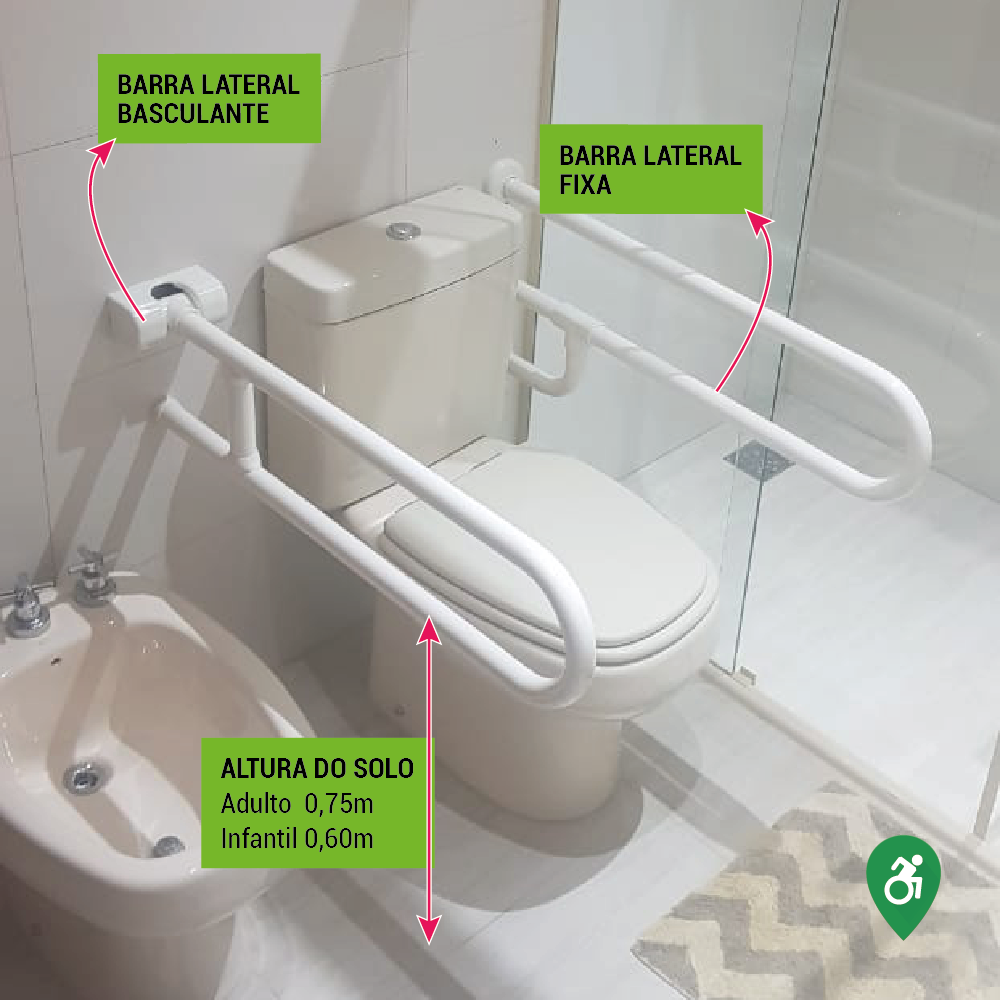 BARRA LATERAL
BASCULANTE
BARRA LATERAL
FIXA
ALTURA DO SOLO
Adulto 0,75m
Infantil 0,60m